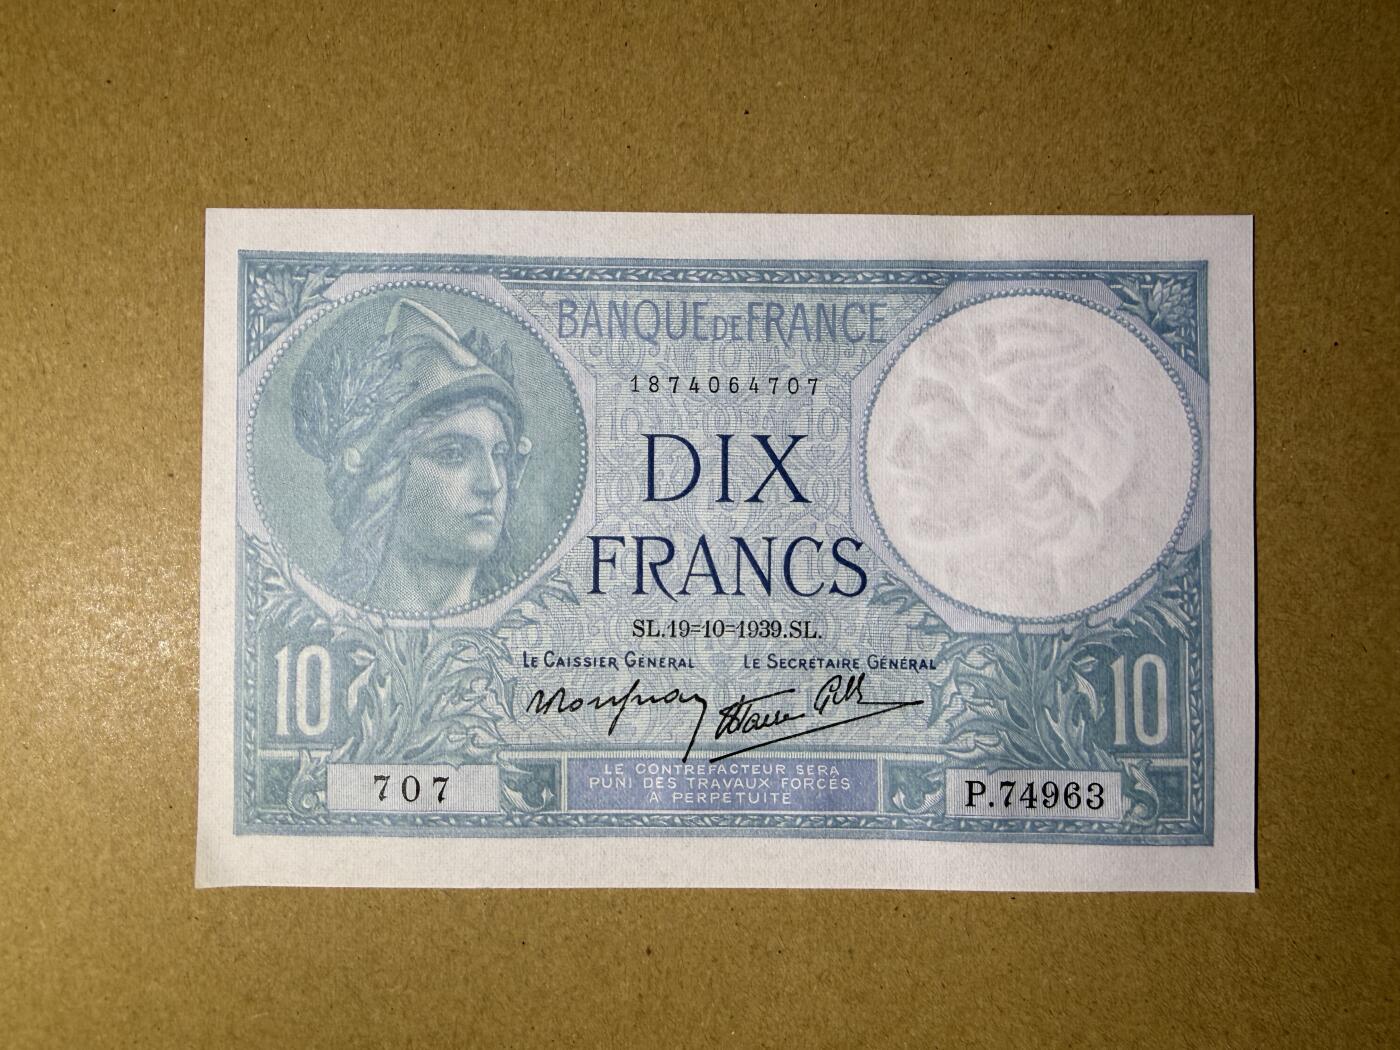 BANQUE DE FRANCE
1874064707
DIX
FRANCS
SL.19=10=1939.SL.
LE CAISSIER GÉNÉRAL LE SECRÉTAIRE GÉNÉRAL
10 10
LE CONTREFACTEUR SERA
PUNI DES TRAVAUX FORCÉS
A PERPÉTUITÉ
707 P.74963